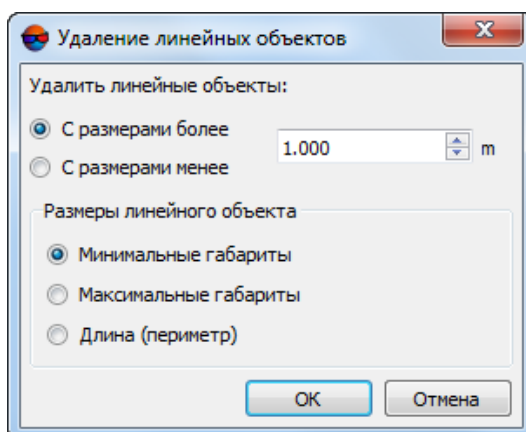 Удаление линейных объектов
Удалить линейные объекты:
С размерами более
1.000 m
С размерами менее
Размеры линейного объекта
Минимальные габариты
Максимальные габариты
Длина (периметр)
OK Отмена